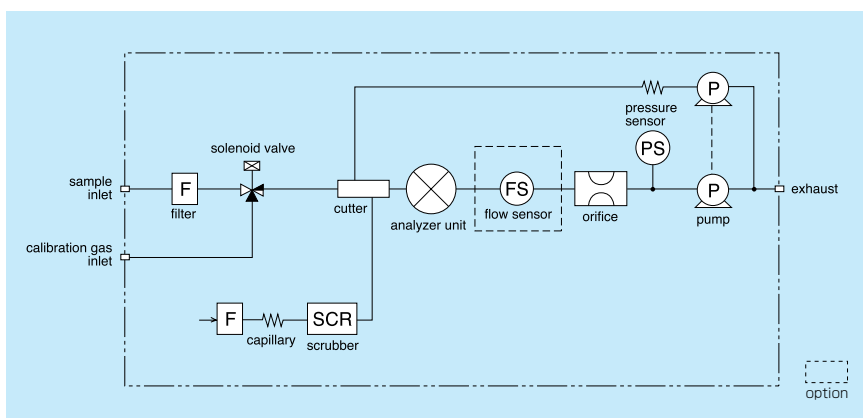 P
pressure
sensor
solenoid valve
PS
sample
inlet
F
filter
cutter
analyzer unit
FS
flow sensor
orifice
P
pump
exhaust
calibration gas
inlet
F
capillary
SCR
scrubber
option